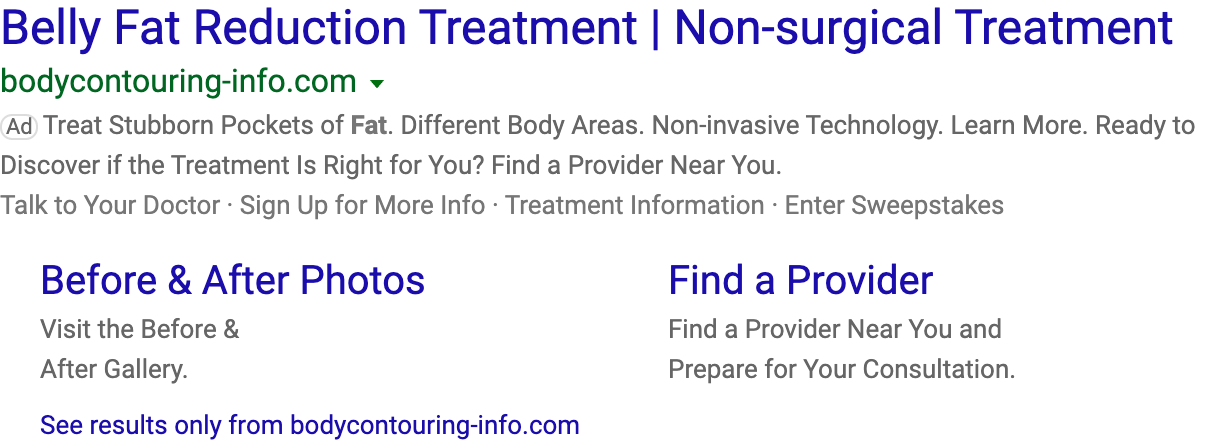 Belly Fat Reduction Treatment | Non-surgical Treatment
bodycontouring-info.com
Ad Treat Stubborn Pockets of Fat. Different Body Areas. Non-invasive Technology. Learn More. Ready to
Discover if the Treatment Is Right for You? Find a Provider Near You.
Talk to Your Doctor · Sign Up for More Info · Treatment Information · Enter Sweepstakes
Before & After Photos
Visit the Before &
After Gallery.
Find a Provider
Find a Provider Near You and
Prepare for Your Consultation.
See results only from bodycontouring-info.com